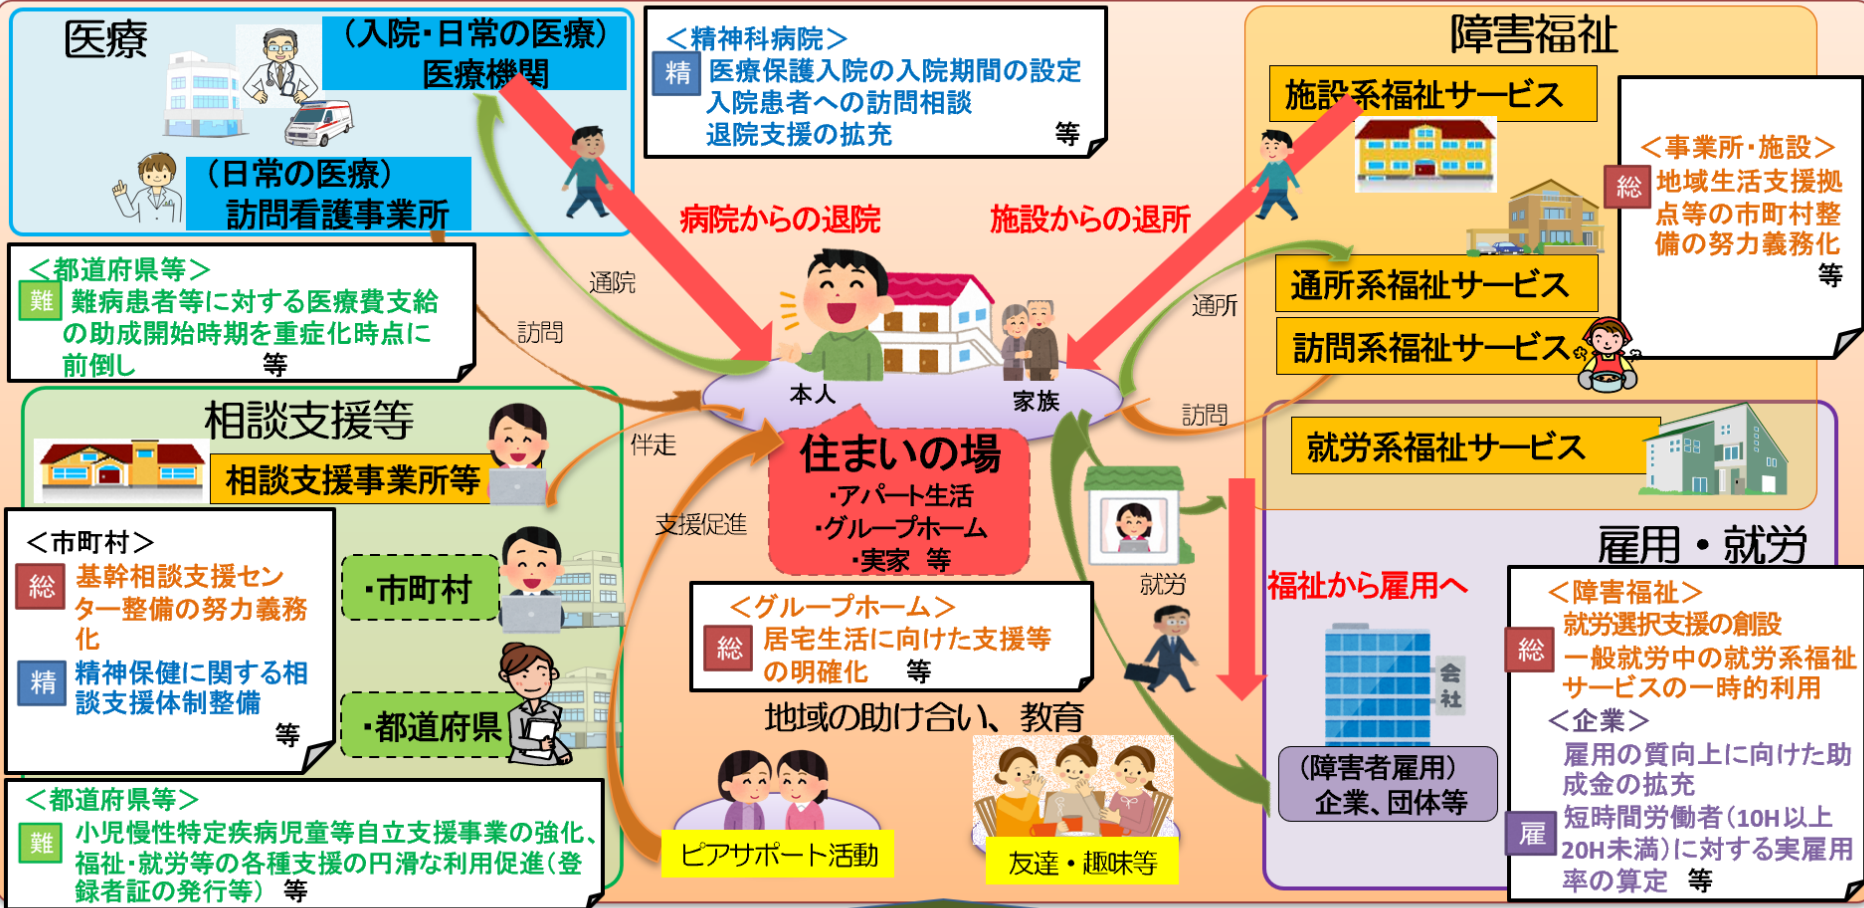 医療
(入院・日常の医療)
医療機関
(日常の医療)
訪問看護事業所
＜精神科病院＞
精
医療保護入院の入院期間の設定
入院患者への訪問相談
退院支援の拡充 等
障害福祉
施設系福祉サービス
通所系福祉サービス
訪問系福祉サービス
就労系福祉サービス
＜事業所・施設＞
総
地域生活支援拠
点等の市町村整
備の努力義務化
等
病院からの退院
施設からの退所
通院
訪問
通所
訪問
＜都道府県等＞
難
難病患者等に対する医療費支給
の助成開始時期を重症化時点に
前倒し 等
本人
家族
住まいの場
・アパート生活
・グループホーム
・実家 等
相談支援等
相談支援事業所等
伴走
支援促進
・市町村
・都道府県
＜市町村＞
総
基幹相談支援セン
ター整備の努力義務
化
精
精神保健に関する相
談支援体制整備
等
＜都道府県等＞
難
小児慢性特定疾病児童等自立支援事業の強化、
福祉・就労等の各種支援の円滑な利用促進(登
録者証の発行等) 等
＜グループホーム＞
総
居宅生活に向けた支援等
の明確化 等
地域の助け合い、教育
ピアサポート活動
友達・趣味等
就労
福祉から雇用へ
雇用・就労
会社
(障害者雇用)
企業、団体等
＜障害福祉＞
総
就労選択支援の創設
一般就労中の就労系福祉
サービスの一時的利用
＜企業＞
雇
雇用の質向上に向けた助
成金の拡充
短時間労働者(10H以上
20H未満)に対する実雇用
率の算定 等